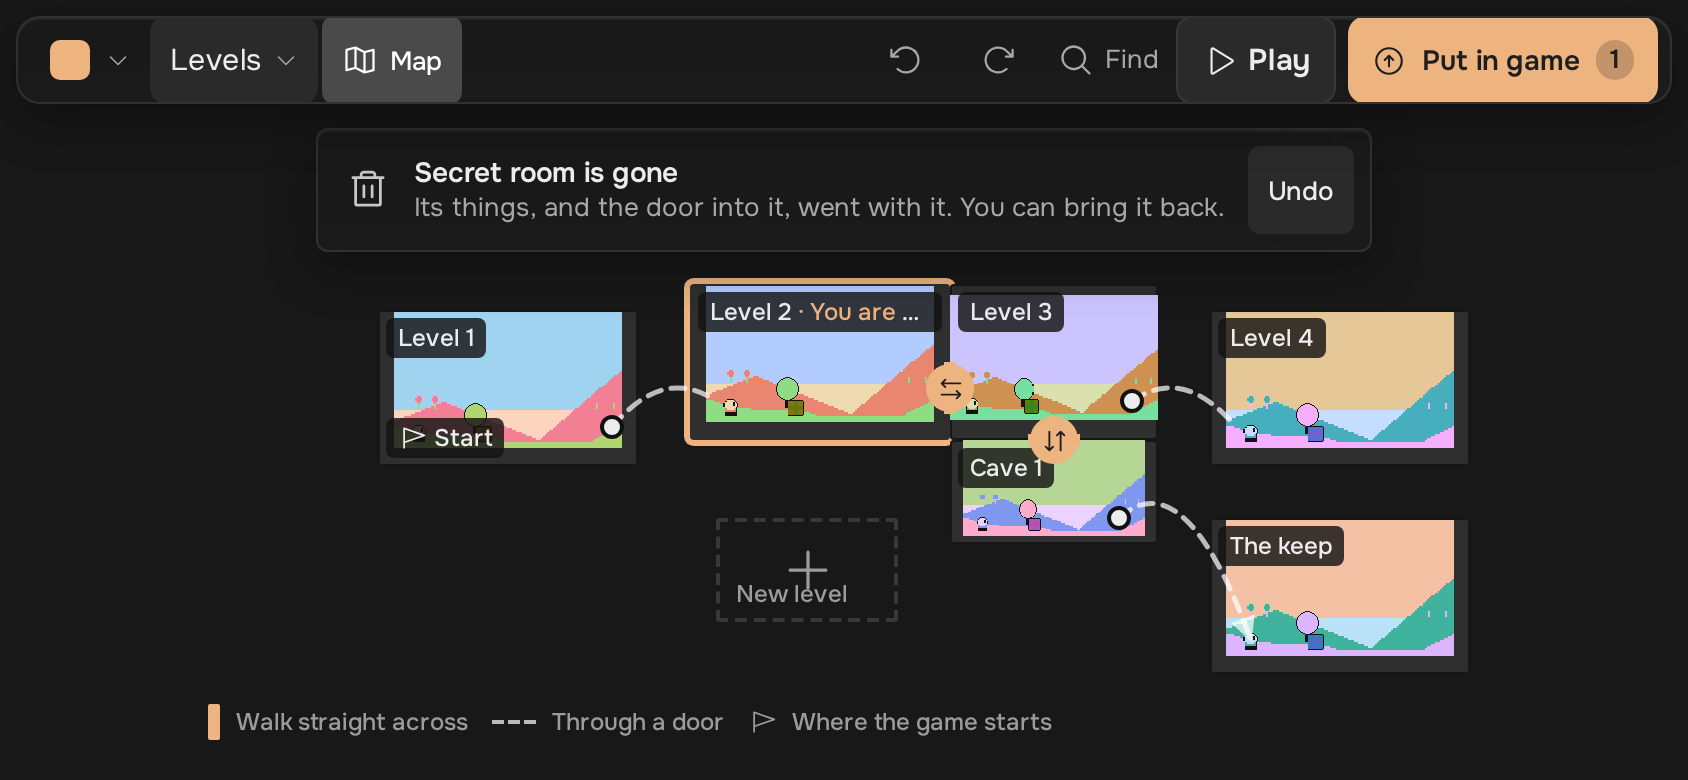 Levels
Map
Find
Play
Put in game 1
Secret room is gone
Its things, and the door into it, went with it. You can bring it back.
Undo
Level 1
Start
Level 2 · You are ...
Level 3
Level 4
Cave 1
The keep
New level
Walk straight across
Through a door
Where the game starts